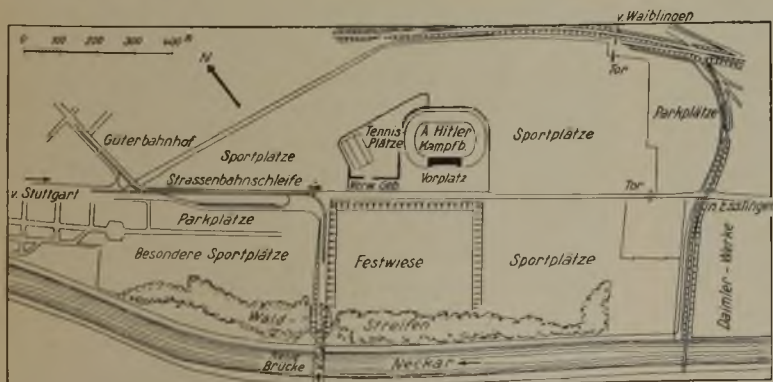 v. Waiblingen
0 100 200 300 400 m
N
Tor
Parkplätze
Güterbahnhof
Tennis-
Plätze
A. Hitler
Kampfb.
Sportplätze
Sportplätze
Strassenbahnschleife
Verw. Geb.
Vorplatz
Tor
v. Stuttgart
n. Esslingen
Parkplätze
Besondere Sportplätze
Festwiese
Sportplätze
Daimler-Werke
Wald-
Streifen
Brücke
Neckar